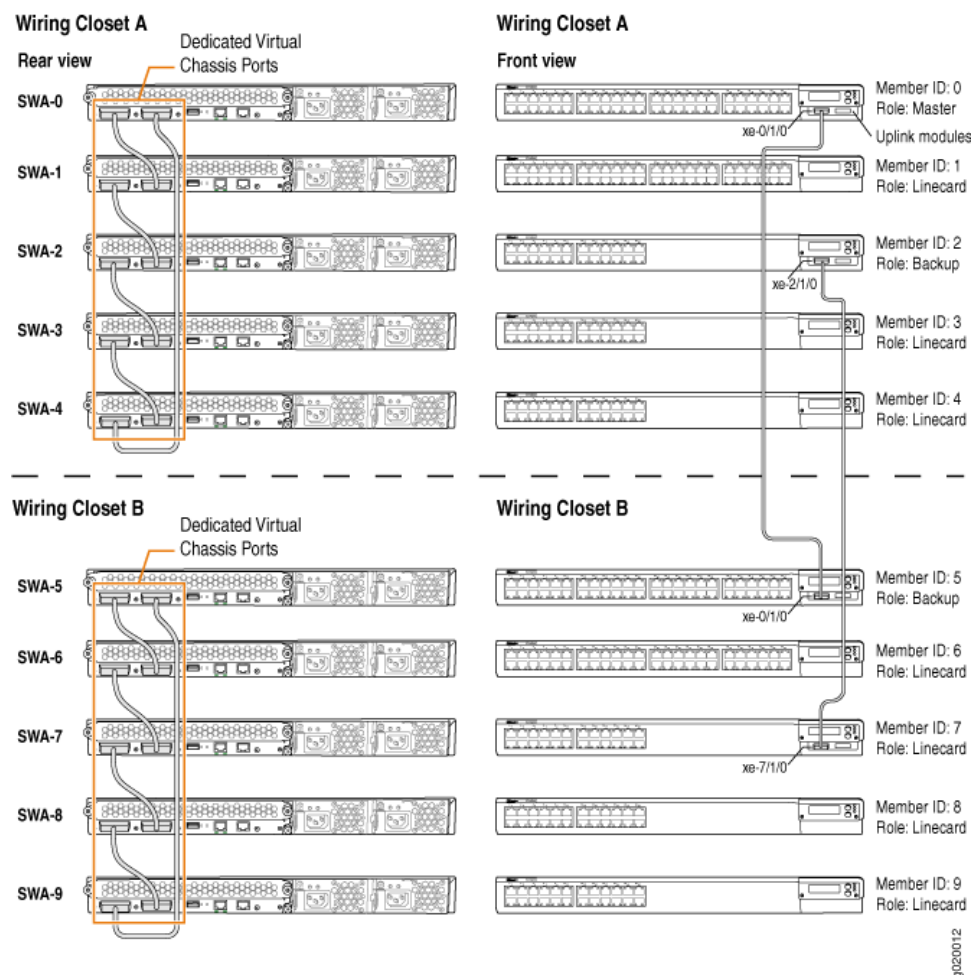 Wiring Closet A
Rear view
Dedicated Virtual
Chassis Ports
SWA-0
SWA-1
SWA-2
SWA-3
SWA-4
Wiring Closet A
Front view
Member ID: 0
Role: Master
xe-0/1/0
Uplink modules
Member ID: 1
Role: Linecard
Member ID: 2
Role: Backup
xe-2/1/0
Member ID: 3
Role: Linecard
Member ID: 4
Role: Linecard
Wiring Closet B
Dedicated Virtual
Chassis Ports
SWA-5
SWA-6
SWA-7
SWA-8
SWA-9
Wiring Closet B
Member ID: 5
Role: Backup
xe-0/1/0
Member ID: 6
Role: Linecard
Member ID: 7
Role: Linecard
xe-7/1/0
Member ID: 8
Role: Linecard
Member ID: 9
Role: Linecard
g020012